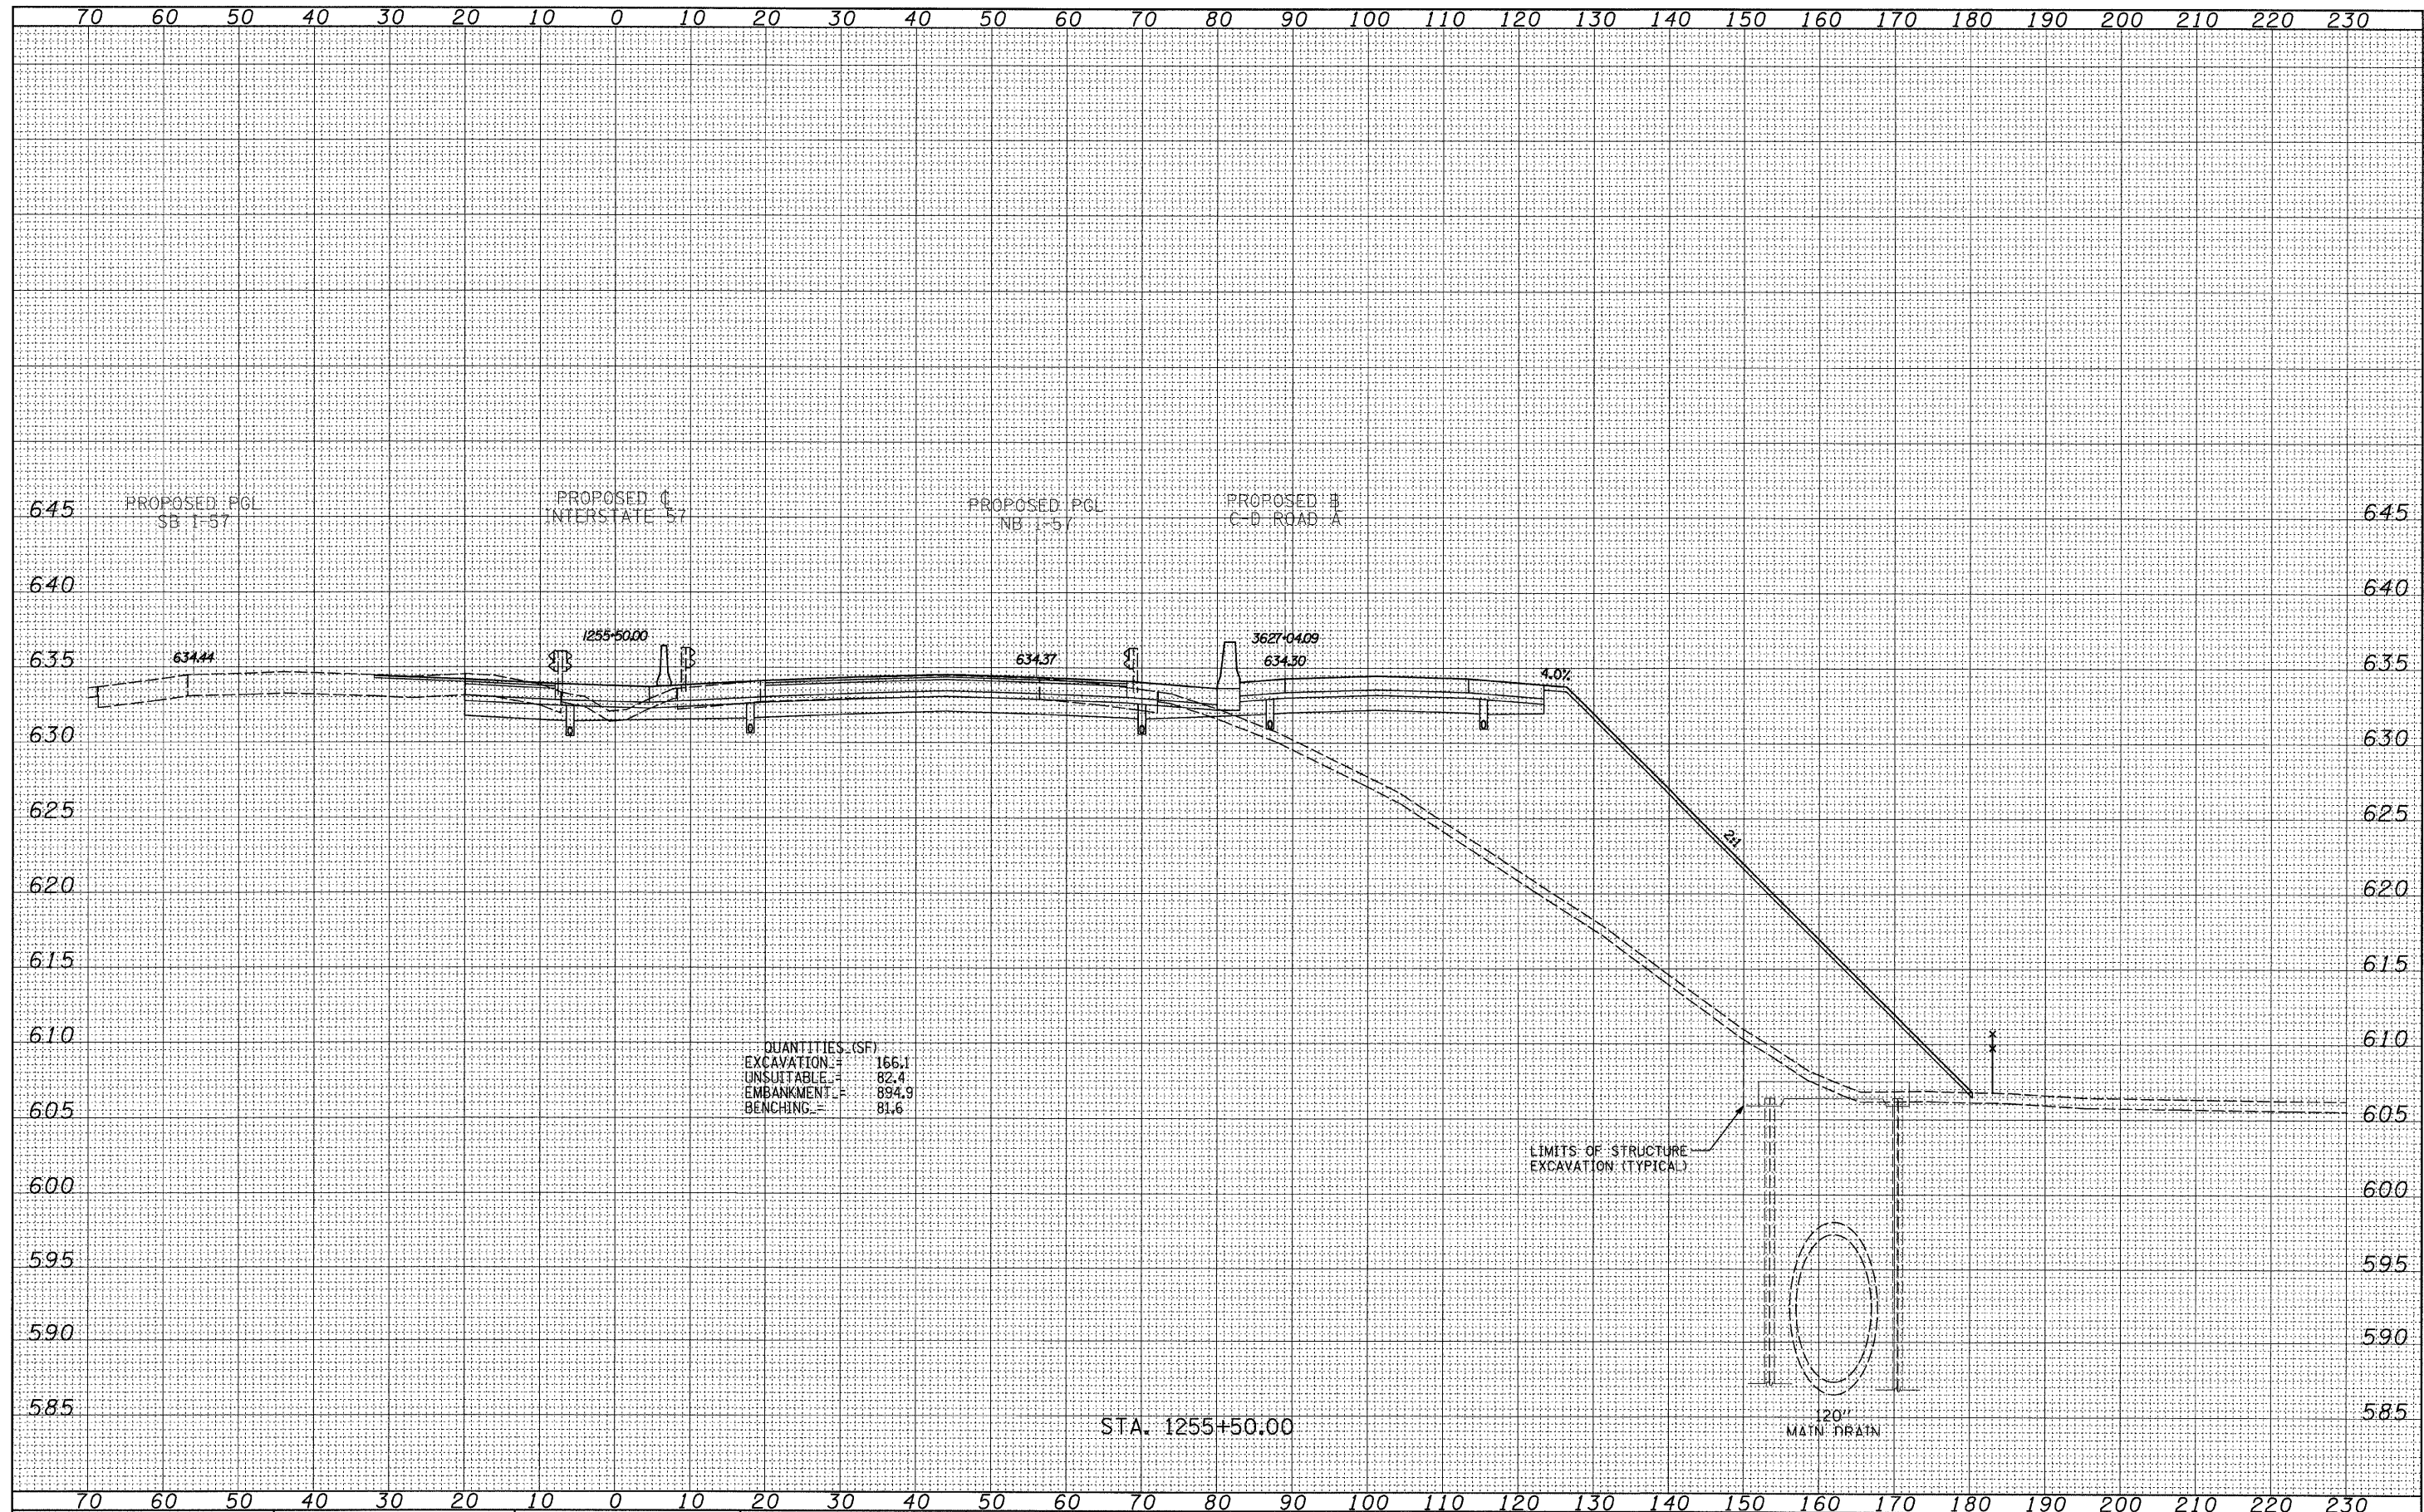 70 60 50 40 30 20 10 0 10 20 30 40 50 60 70 80 90 100 110 120 130 140 150 160 170 180 190 200 210 220 230
PROPOSED PGL
SB I-57
PROPOSED ℄
INTERSTATE 57
PROPOSED PGL
NB I-57
PROPOSED B
C-D ROAD A
645 645
640 640
1255+50.00
3627+04.09
634.44
634.37
634.30
635 635
4.0%
630 630
625 625
2:1
620 620
615 615
610 610
QUANTITIES (SF)
EXCAVATION = 166.1
UNSUITABLE = 82.4
EMBANKMENT = 894.9
BENCHING = 81.6
605 605
LIMITS OF STRUCTURE
EXCAVATION (TYPICAL)
600 600
595 595
590 590
585 585
120"
MAIN DRAIN
STA. 1255+50.00
70 60 50 40 30 20 10 0 10 20 30 40 50 60 70 80 90 100 110 120 130 140 150 160 170 180 190 200 210 220 230